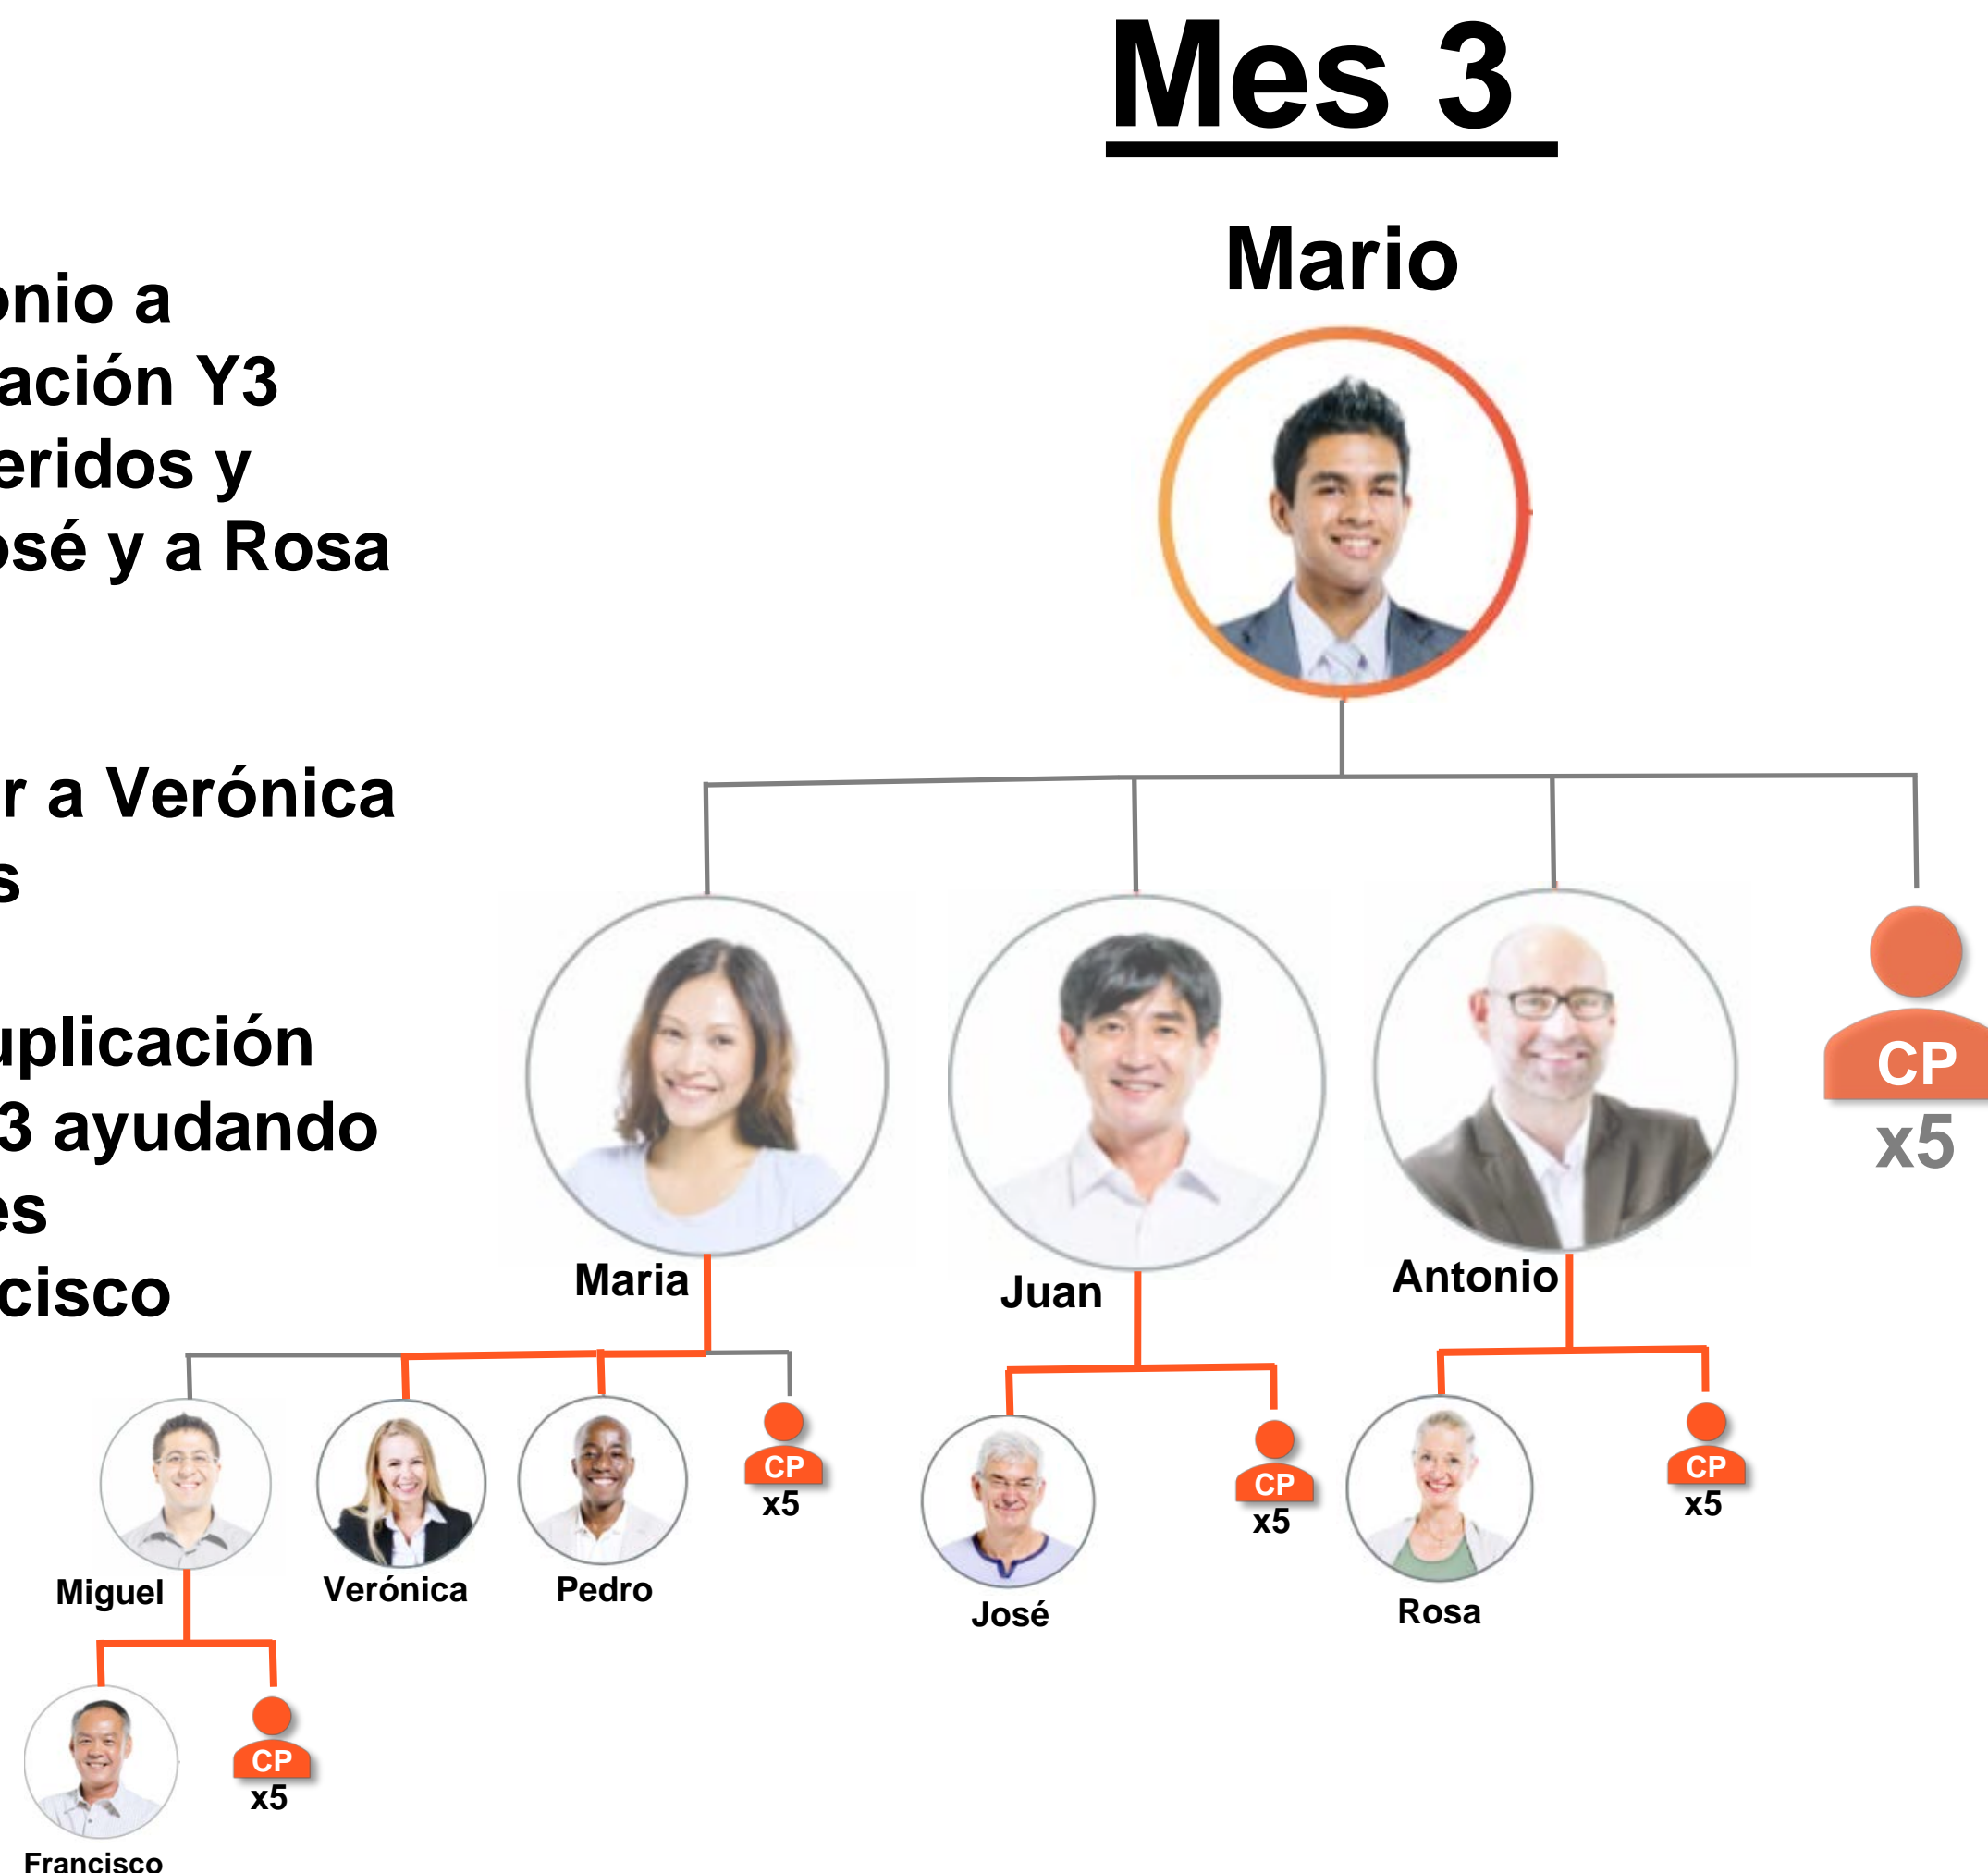 Mes 3
Mario
onio a
ación Y3
eridos y
osé y a Rosa
r a Verónica
s
uplicación
3 ayudando
es
cisco
CP
x5
Maria
Juan
Antonio
CP
x5
CP
x5
CP
x5
Miguel
Verónica
Pedro
José
Rosa
CP
x5
Francisco